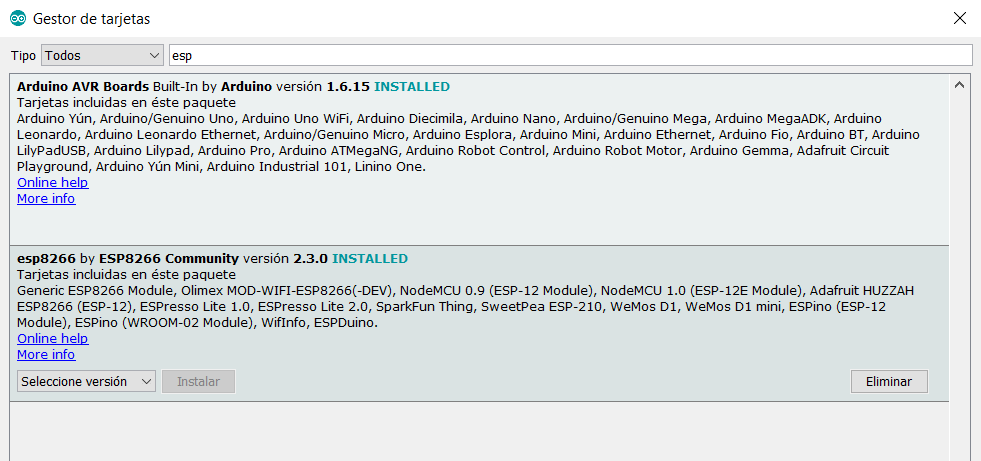 Gestor de tarjetas
Tipo Todos esp
Arduino AVR Boards Built-In by Arduino versión 1.6.15 INSTALLED
Tarjetas incluidas en éste paquete
Arduino Yún, Arduino/Genuino Uno, Arduino Uno WiFi, Arduino Diecimila, Arduino Nano, Arduino/Genuino Mega, Arduino MegaADK, Arduino
Leonardo, Arduino Leonardo Ethernet, Arduino/Genuino Micro, Arduino Esplora, Arduino Mini, Arduino Ethernet, Arduino Fio, Arduino BT, Arduino
LilyPadUSB, Arduino Lilypad, Arduino Pro, Arduino ATMegaNG, Arduino Robot Control, Arduino Robot Motor, Arduino Gemma, Adafruit Circuit
Playground, Arduino Yún Mini, Arduino Industrial 101, Linino One.
Online help
More info
esp8266 by ESP8266 Community versión 2.3.0 INSTALLED
Tarjetas incluidas en éste paquete
Generic ESP8266 Module, Olimex MOD-WIFI-ESP8266(-DEV), NodeMCU 0.9 (ESP-12 Module), NodeMCU 1.0 (ESP-12E Module), Adafruit HUZZAH
ESP8266 (ESP-12), ESPresso Lite 1.0, ESPresso Lite 2.0, SparkFun Thing, SweetPea ESP-210, WeMos D1, WeMos D1 mini, ESPino (ESP-12
Module), ESPino (WROOM-02 Module), WifInfo, ESPDuino.
Online help
More info
Seleccione versión Instalar Eliminar